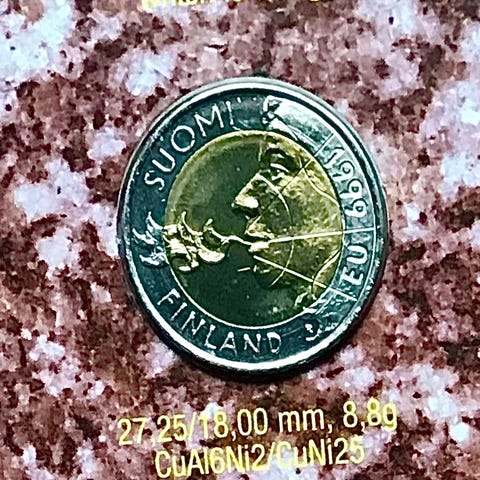 SUOMI
1999
EU
FINLAND
27,25/18,00 mm, 8,8g
CuAl6Ni2/CuNi25